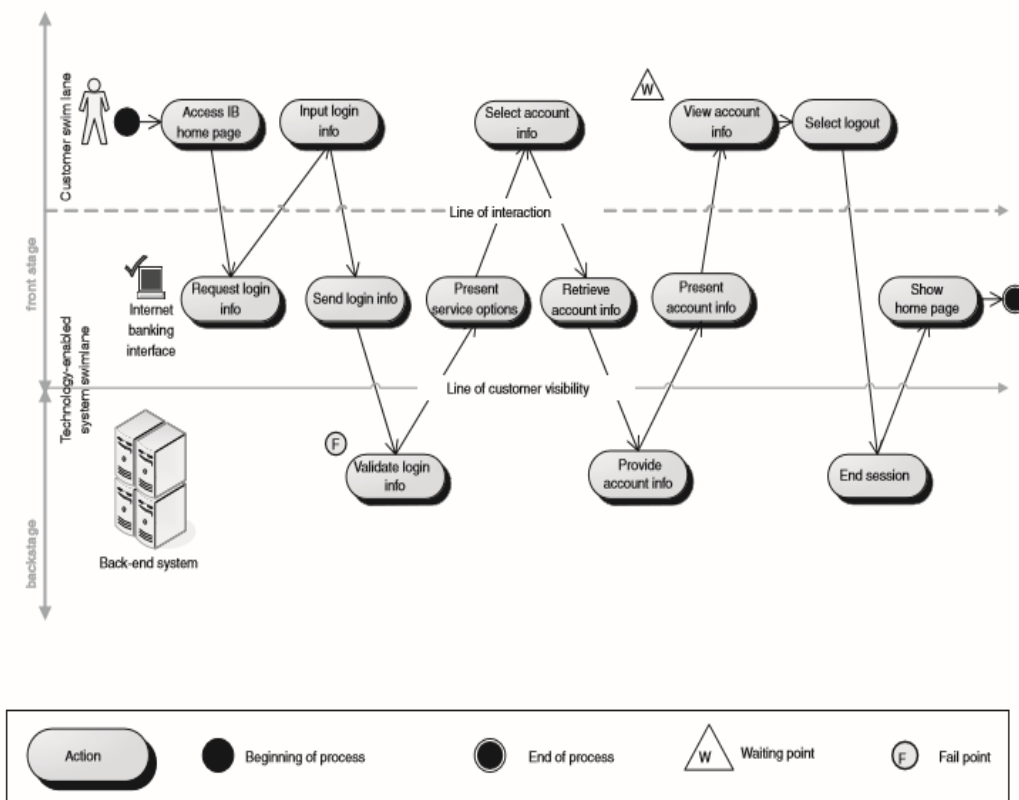 Customer swim lane
Access IB
home page
Input login
info
Select account
info
W
View account
info
Select logout
Line of interaction
front stage
Internet
banking
interface
Request login
info
Send login info
Present
service options
Retrieve
account info
Present
account info
Show
home page
Technology-enabled
system swimlane
Line of customer visibility
F
Validate login
info
Provide
account info
End session
backstage
Back-end system
Action
Beginning of process
End of process
W
Waiting point
F
Fail point